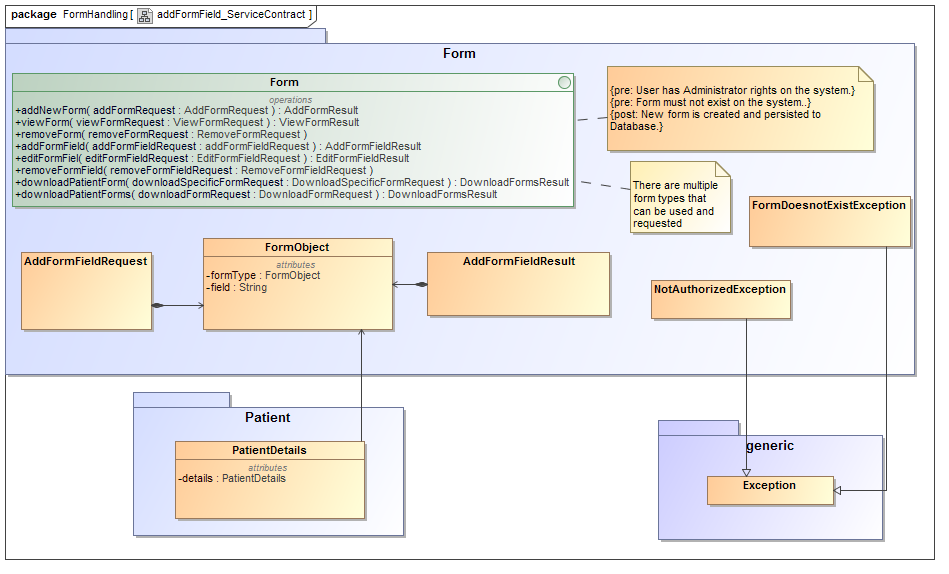 package FormHandling [ addFormField_ServiceContract ]
Form
Form
operations
+addNewForm( addFormRequest : AddFormRequest ) : AddFormResult
+viewForm( viewFormRequest : ViewFormRequest ) : ViewFormResult
+removeForm( removeFormRequest : RemoveFormRequest )
+addFormField( addFormFieldRequest : addFormFieldRequest ) : AddFormFieldResult
+editFormFiel( editFormFieldRequest : EditFormFieldRequest ) : EditFormFieldResult
+removeFormField( removeFormFieldRequest : RemoveFormFieldRequest )
+downloadPatientForm( downloadSpecificFormRequest : DownloadSpecificFormRequest ) : DownloadFormsResult
+downloadPatientForms( downloadFormRequest : DownloadFormRequest ) : DownloadFormsResult
{pre: User has Administrator rights on the system.}
{pre: Form must not exist on the system..}
{post: New form is created and persisted to
Database.}
There are multiple
form types that
can be used and
requested
FormDoesnotExistException
AddFormFieldRequest
FormObject
attributes
-formType : FormObject
-field : String
AddFormFieldResult
NotAuthorizedException
Patient
PatientDetails
attributes
-details : PatientDetails
generic
Exception